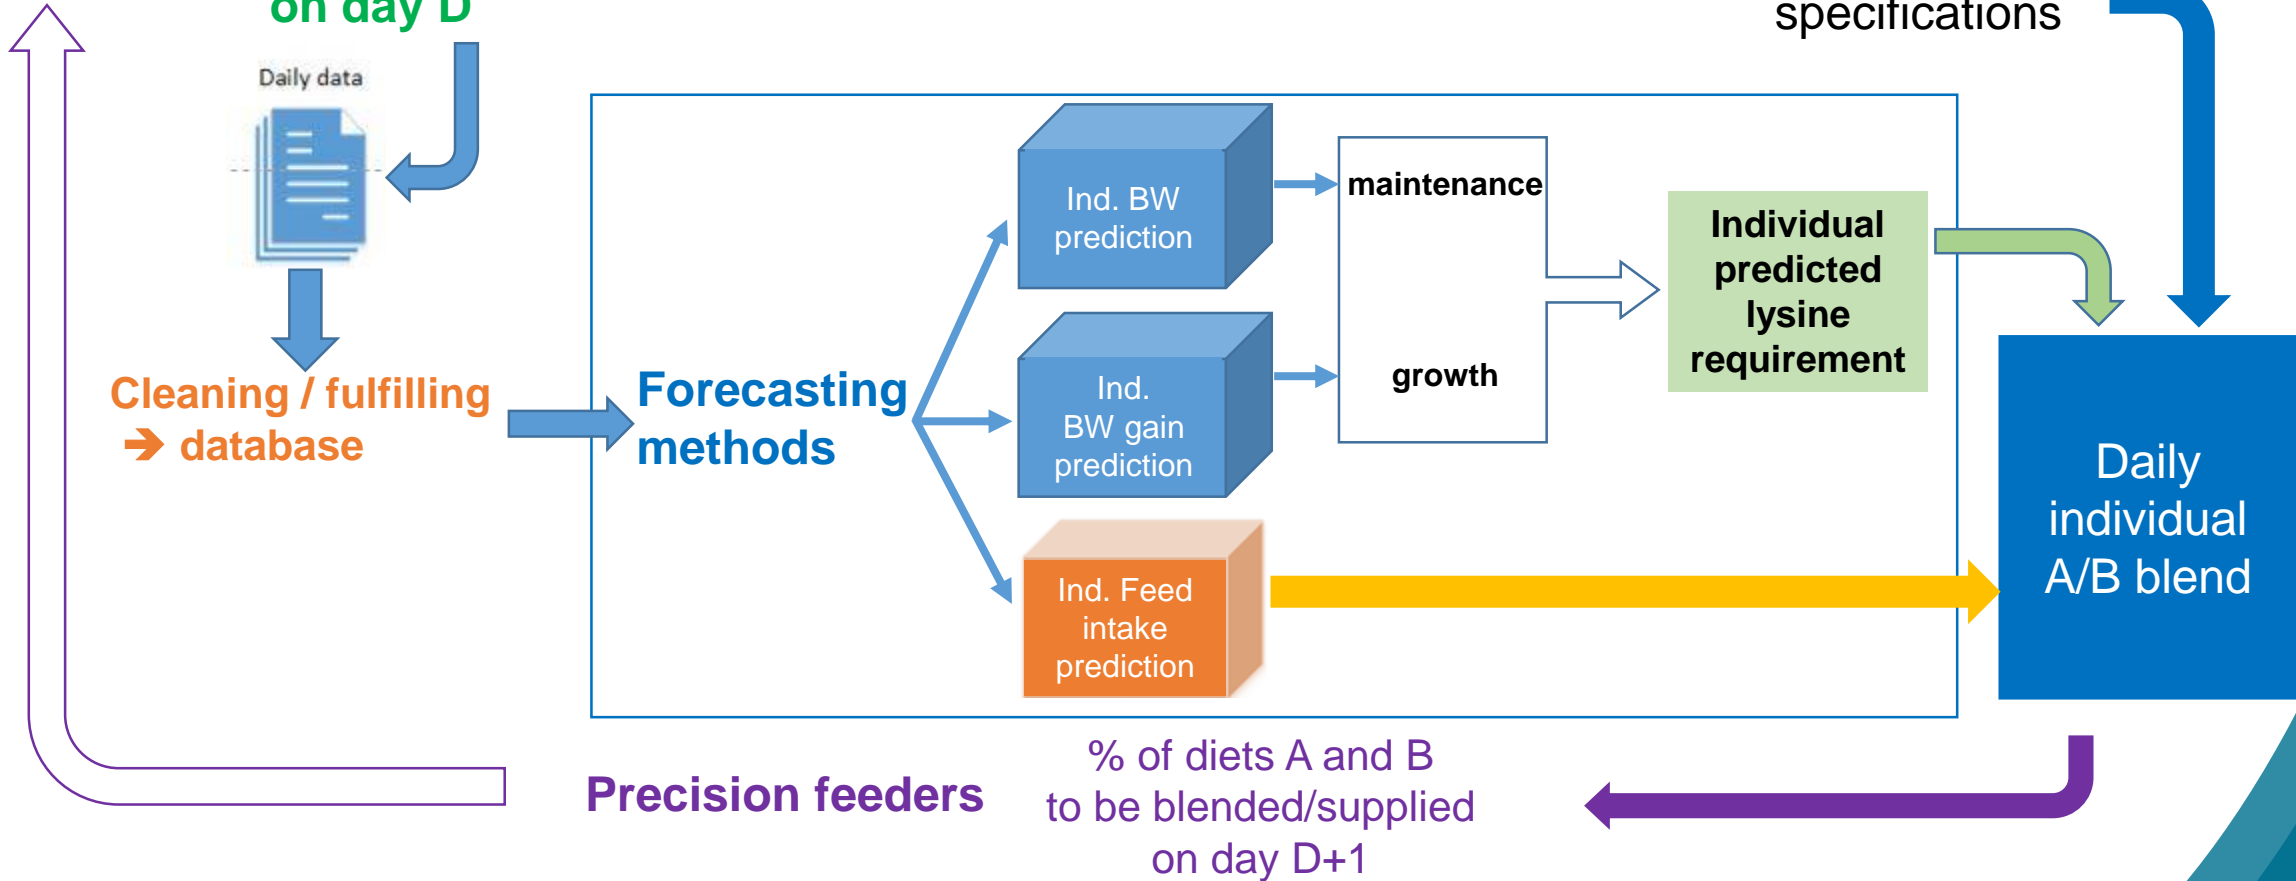 on day D
specifications
Daily data
Ind. BW
prediction
maintenance
Individual
predicted
lysine
requirement
Cleaning / fulfilling
➔ database
Forecasting
methods
Ind.
BW gain
prediction
growth
Daily
individual
A/B blend
Ind. Feed
intake
prediction
Precision feeders
% of diets A and B
to be blended/supplied
on day D+1